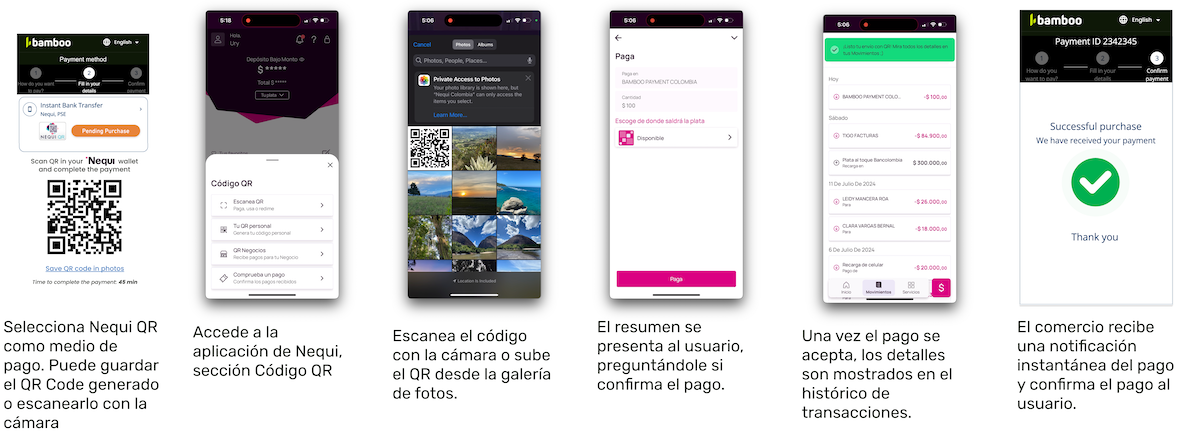 bamboo
English
Payment method
1
2
3
How do you want
to pay?
Fill in your
details
Confirm
payment
Instant Bank Transfer
Nequi, PSE
NEQUI QR
Pending Purchase
Scan QR in your Nequi wallet
and complete the payment
Save QR code in photos
Time to complete the payment: 45 min
Selecciona Nequi QR
como medio de
pago. Puede guardar
el QR Code generado
o escanearlo con la
cámara
5:18
Hola,
Ury
Depósito Bajo Monto
$ *****
Total $ *****
Tu plata
Código QR
Escanea QR
Paga, usa o redime
Tu QR personal
Genera tu código personal
QR Negocios
Recibe pagos para tu Negocio
Comprueba un pago
Confirma los pagos recibidos
Accede a la
aplicación de Nequi,
sección Código QR
5:06
Cancel
Photos
Albums
Photos, People, Places...
Private Access to Photos
Your photo library is shown here, but
"Nequi Colombia" can only access the
items you select.
Learn More...
Location is Included
Escanea el código
con la cámara o sube
el QR desde la galería
de fotos.
5:06
Paga
Paga en
BAMBOO PAYMENT COLOMBIA
Cantidad
$ 100
Escoge de donde saldrá la plata
Disponible
Paga
El resumen se
presenta al usuario,
preguntándole si
confirma el pago.
5:06
¡Listo tu envío con QR! Mira todos los detalles en
tus Movimientos :)
Hoy
BAMBOO PAYMENT COLO...
-$ 100,00
Sábado
TIGO FACTURAS
-$ 84.900,00
Plata al toque Bancolombia
Recarga en
$ 300.000,00
11 De Julio De 2024
LEIDY MANCERA ROA
Para
-$ 26.000,00
CLARA VARGAS BERNAL
Para
-$ 18.000,00
6 De Julio De 2024
Recarga de celular
Pago de
-$ 20.000,00
Inicio
Movimientos
Servicios
$
Una vez el pago se
acepta, los detalles
son mostrados en el
histórico de
transacciones.
bamboo
English
Payment ID 2342345
1
2
3
How do you
want to pay?
Fill in your
details
Confirm
payment
Successful purchase
We have received your payment
Thank you
El comercio recibe
una notificación
instantánea del pago
y confirma el pago al
usuario.